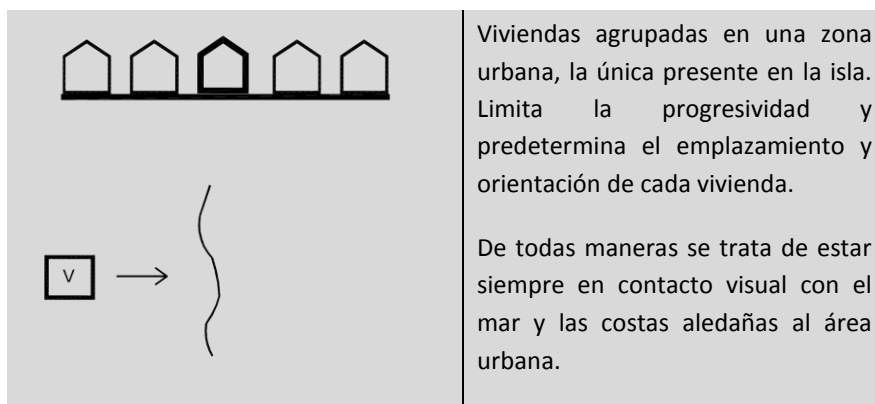 V
Viviendas agrupadas en una zona
urbana, la única presente en la isla.
Limita la progresividad y
predetermina el emplazamiento y
orientación de cada vivienda.
De todas maneras se trata de estar
siempre en contacto visual con el
mar y las costas aledañas al área
urbana.